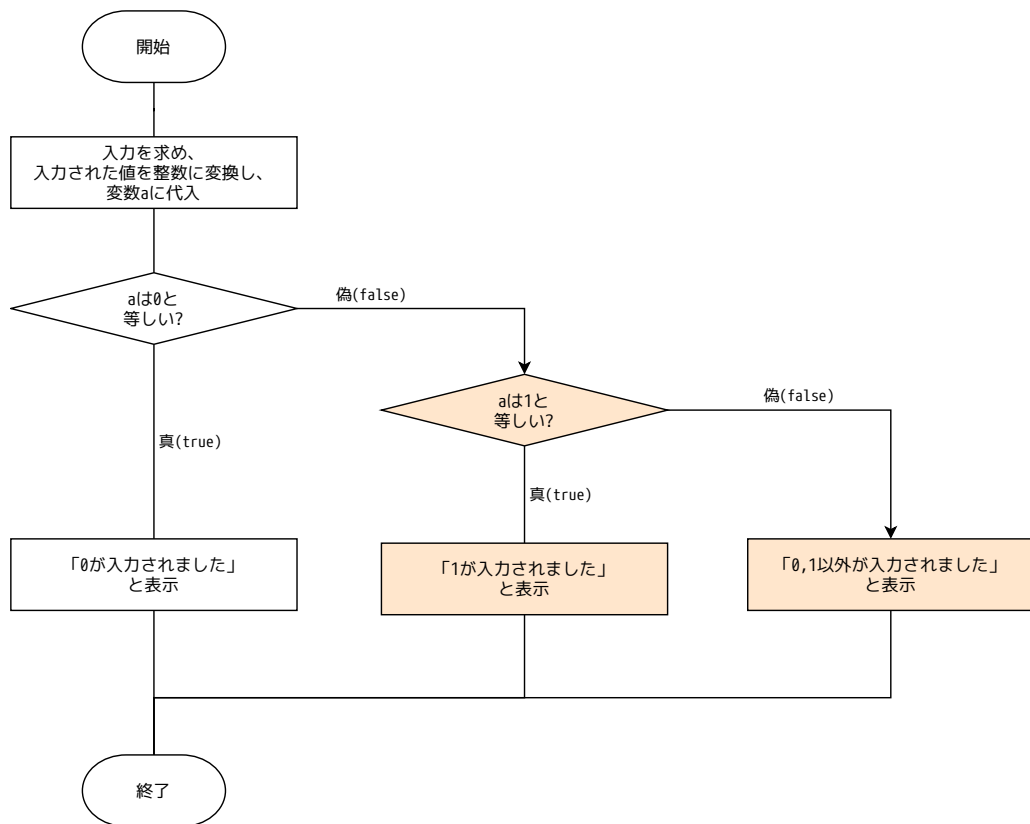 開始
入力を求め、
入力された値を整数に変換し、
変数aに代入
aは0と
等しい?
偽(false)
aは1と
等しい?
偽(false)
真(true)
真(true)
「0が入力されました」
と表示
「1が入力されました」
と表示
「0,1以外が入力されました」
と表示
終了